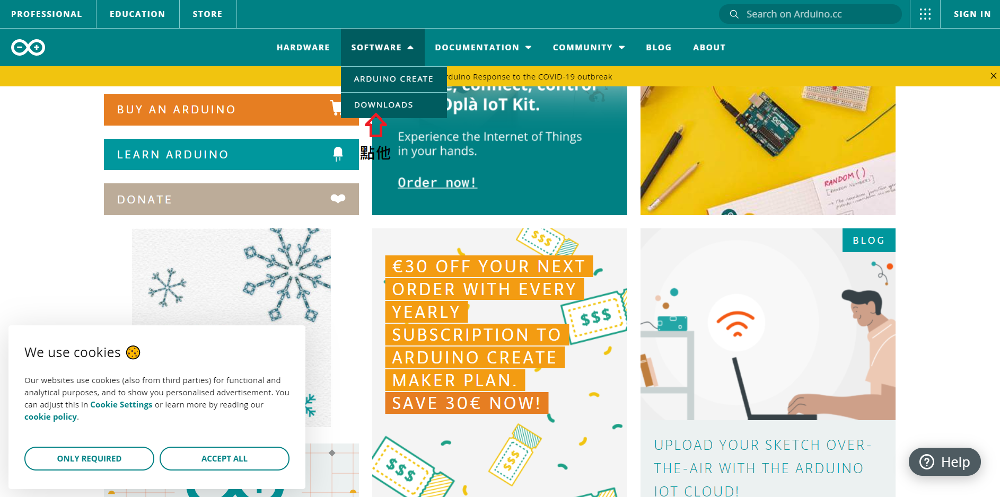 PROFESSIONAL
EDUCATION
STORE
Search on Arduino.cc
SIGN IN
HARDWARE
SOFTWARE
DOCUMENTATION
COMMUNITY
BLOG
ABOUT
ARDUINO CREATE
DOWNLOADS
rduino Response to the COVID-19 outbreak
BUY AN ARDUINO
LEARN ARDUINO
DONATE
點他
e, connect, control
Oplà IoT Kit.
Experience the Internet of Things
in your hands.
Order now!
RANDOM()
[RANDOM NUMBERS]
$$$
€30 OFF YOUR NEXT
ORDER WITH EVERY
YEARLY
SUBSCRIPTION TO
ARDUINO CREATE
MAKER PLAN.
SAVE 30€ NOW!
$$$
$$$
$$$
BLOG
UPLOAD YOUR SKETCH OVER-
THE-AIR WITH THE ARDUINO
IOT CLOUD!
We use cookies
Our websites use cookies (also from third parties) for functional and
analytical purposes, and to show you personalised advertisement. You
can adjust this in Cookie Settings or learn more by reading our
cookie policy.
ONLY REQUIRED
ACCEPT ALL
Help